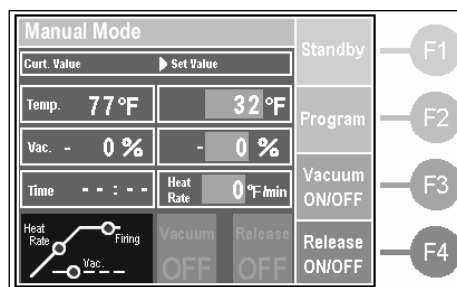 Manual Mode
Curt. Value ▶ Set Value
Temp. 77°F 32 °F
Vac. - 0 % - 0 %
Time - - : - - Heat Rate 0 °F/min
Heat Rate Firing Vac.
Vacuum OFF
Release OFF
Standby F1
Program F2
Vacuum ON/OFF F3
Release ON/OFF F4